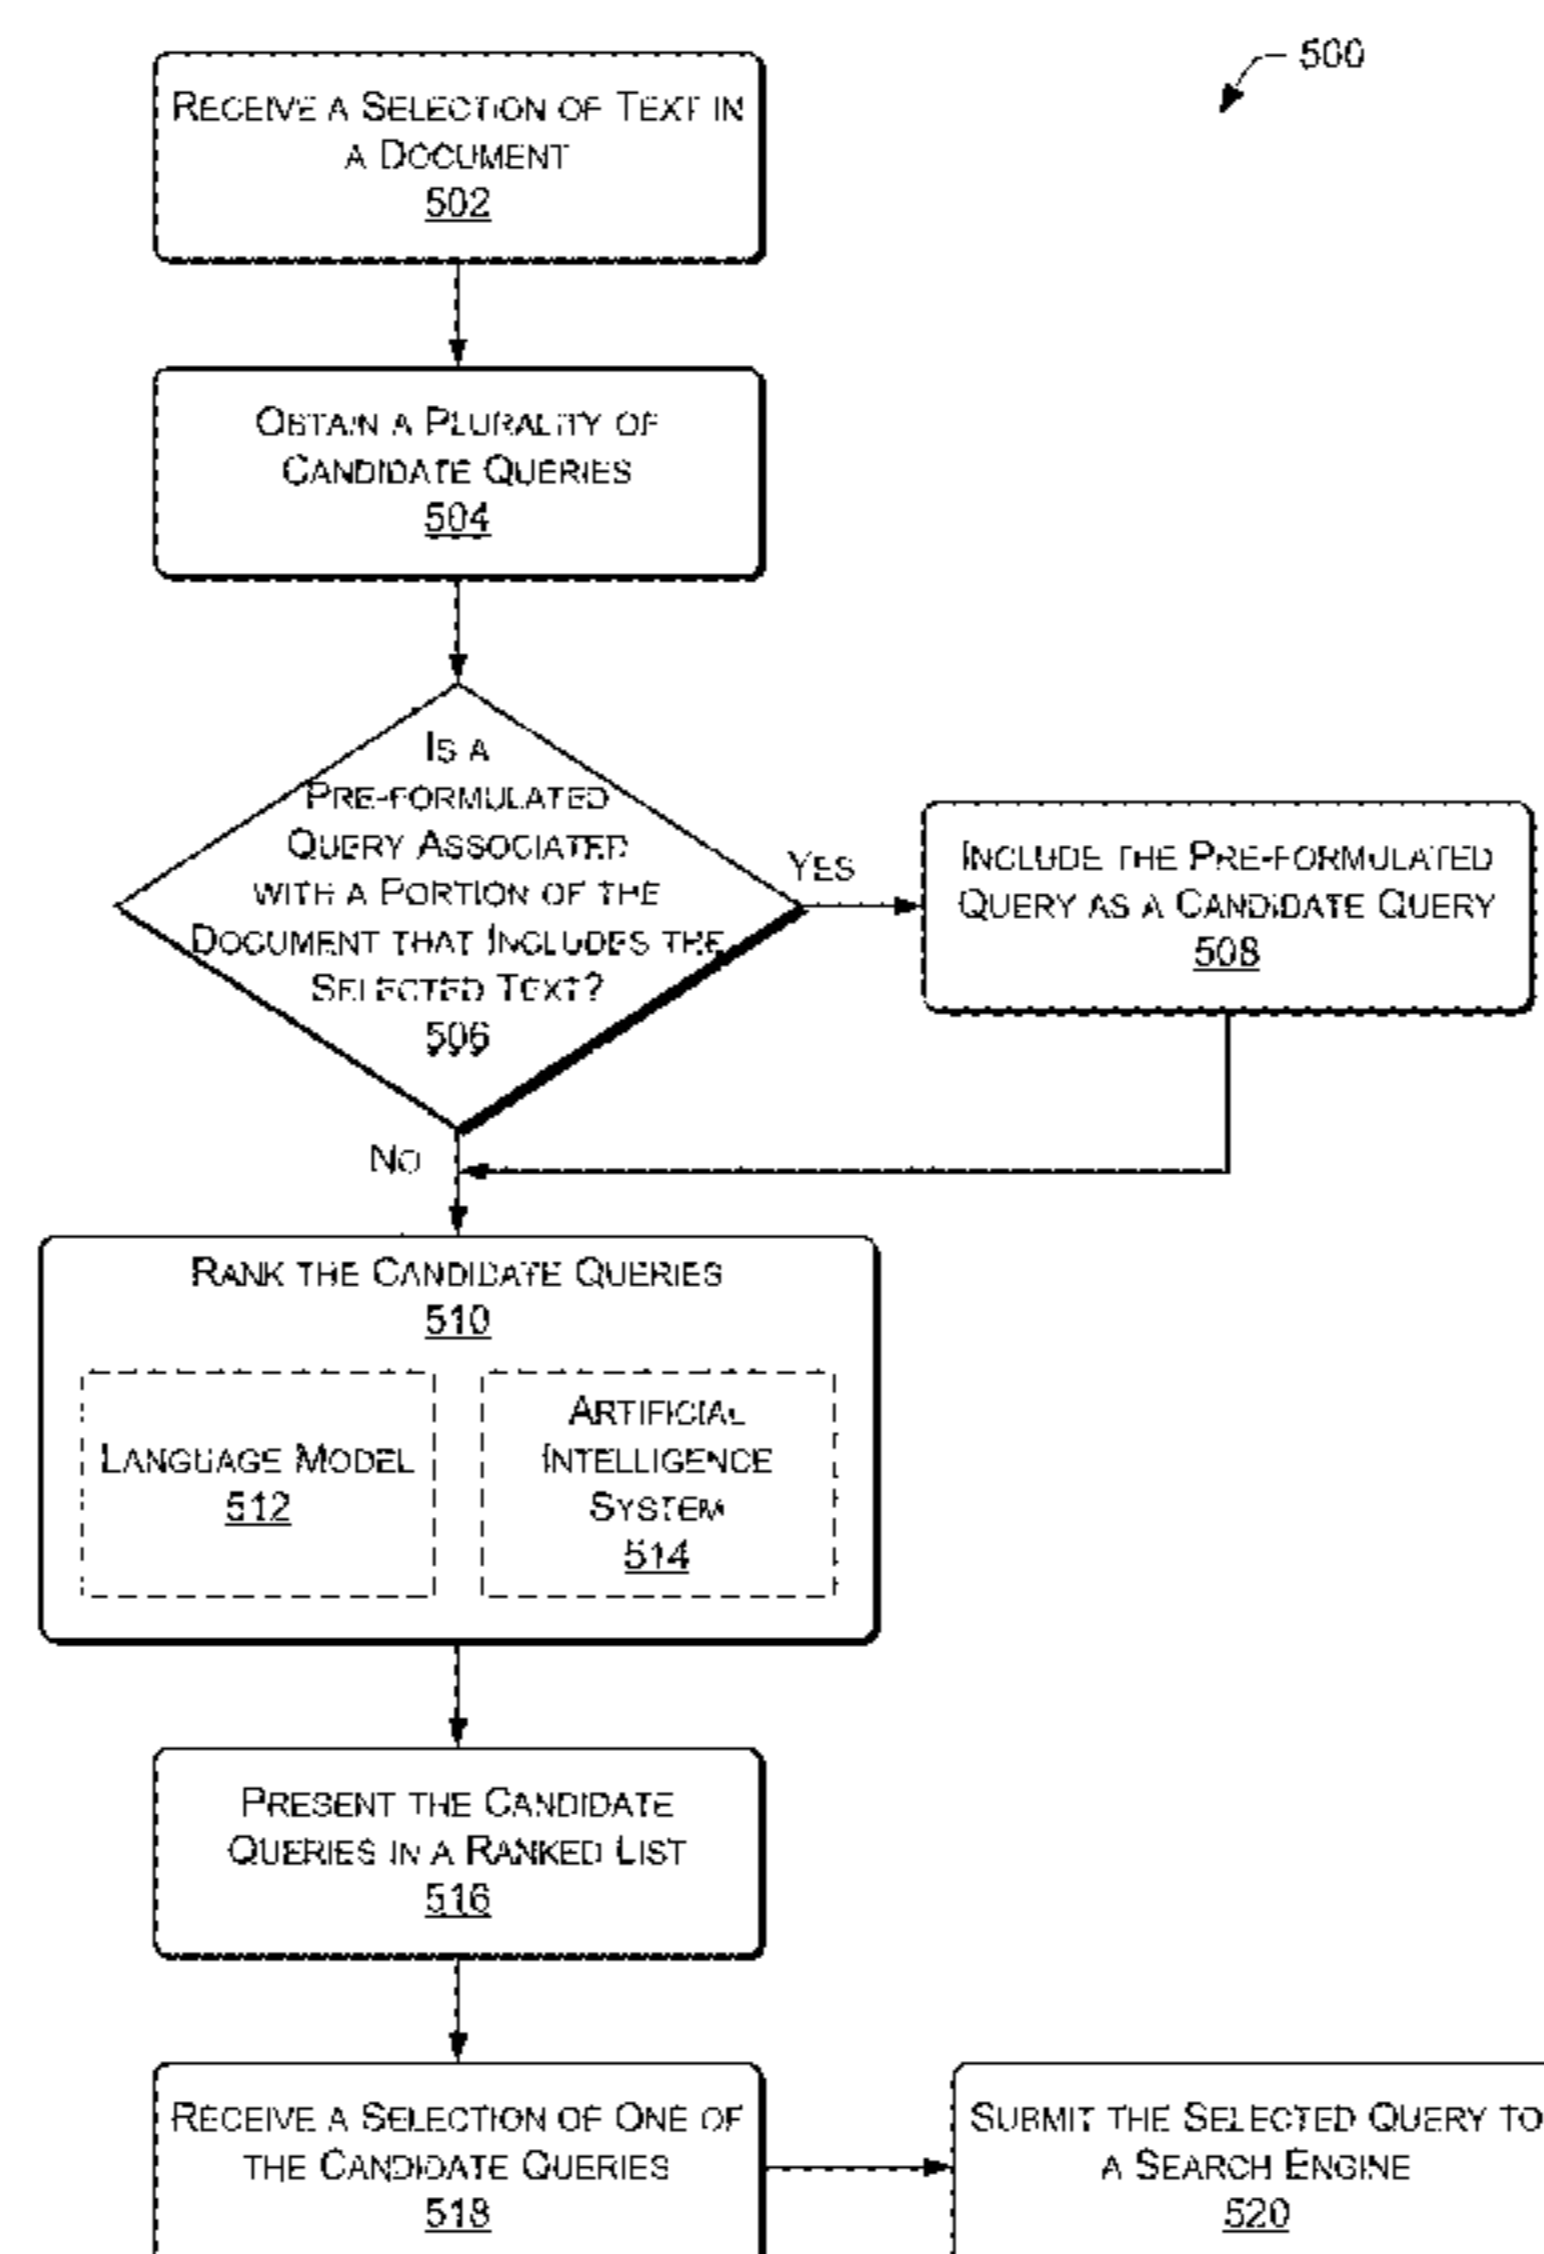 500
RECEIVE A SELECTION OF TEXT IN
A DOCUMENT
502
OBTAIN A PLURALITY OF
CANDIDATE QUERIES
504
IS A
PRE-FORMULATED
QUERY ASSOCIATED
WITH A PORTION OF THE
DOCUMENT THAT INCLUDES THE
SELECTED TEXT?
506
YES
INCLUDE THE PRE-FORMULATED
QUERY AS A CANDIDATE QUERY
508
NO
RANK THE CANDIDATE QUERIES
510
LANGUAGE MODEL
512
ARTIFICIAL
INTELLIGENCE
SYSTEM
514
PRESENT THE CANDIDATE
QUERIES IN A RANKED LIST
516
RECEIVE A SELECTION OF ONE OF
THE CANDIDATE QUERIES
518
SUBMIT THE SELECTED QUERY TO
A SEARCH ENGINE
520